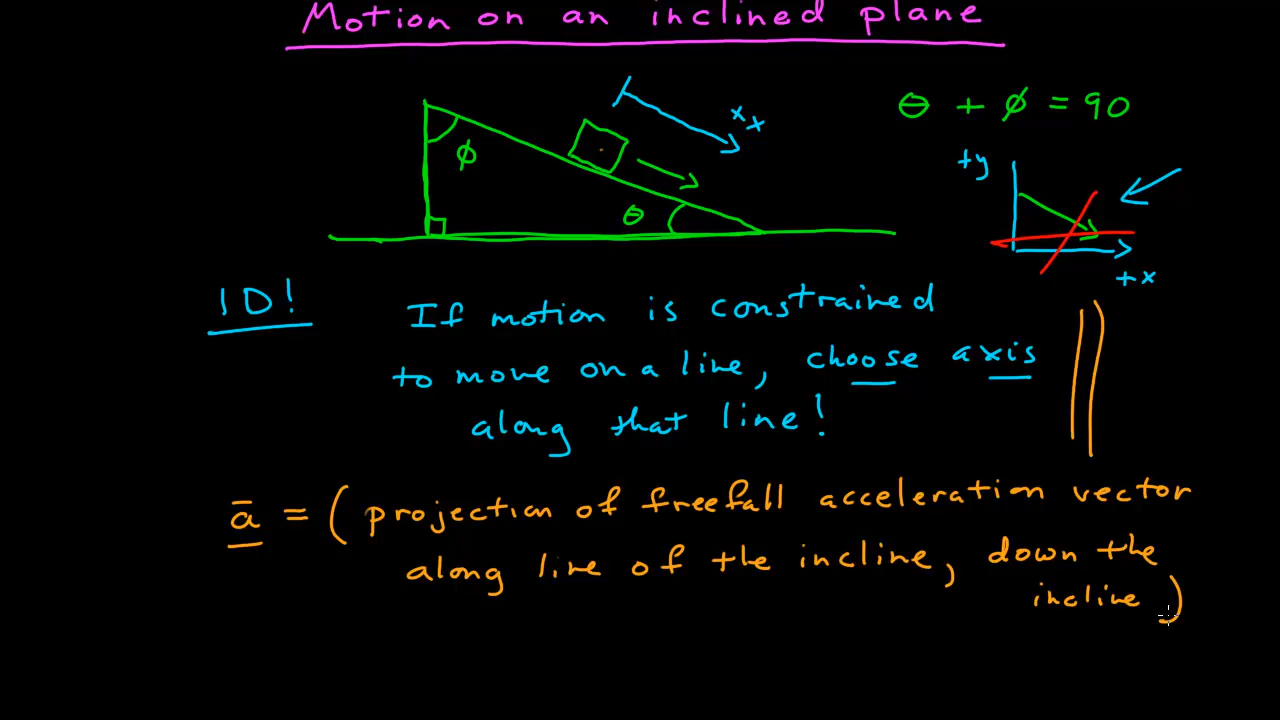 Motion on an inclined plane
x +
θ + ϕ = 90
+y
ϕ
θ
+x
1D!
If motion is constrained
to move on a line, choose axis
along that line!
a̅ = (projection of freefall acceleration vector
along line of the incline, down the
incline)